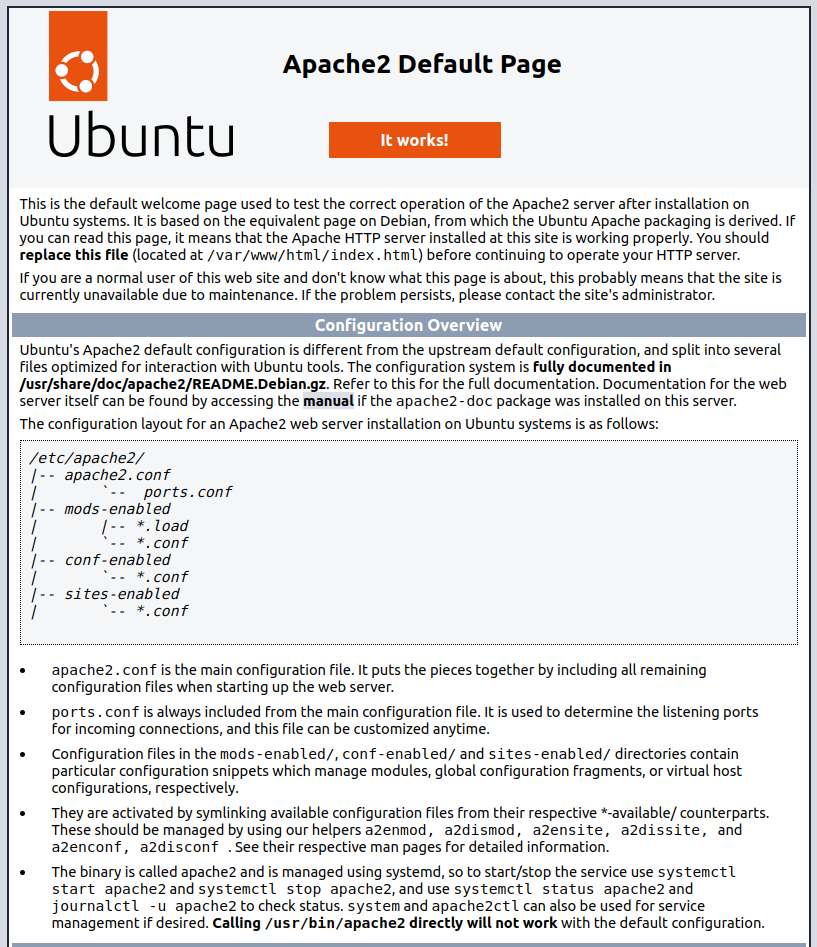 Apache2 Default Page
Ubuntu
It works!
This is the default welcome page used to test the correct operation of the Apache2 server after installation on
Ubuntu systems. It is based on the equivalent page on Debian, from which the Ubuntu Apache packaging is derived. If
you can read this page, it means that the Apache HTTP server installed at this site is working properly. You should
replace this file (located at /var/www/html/index.html) before continuing to operate your HTTP server.
If you are a normal user of this web site and don't know what this page is about, this probably means that the site is
currently unavailable due to maintenance. If the problem persists, please contact the site's administrator.
Configuration Overview
Ubuntu's Apache2 default configuration is different from the upstream default configuration, and split into several
files optimized for interaction with Ubuntu tools. The configuration system is fully documented in
/usr/share/doc/apache2/README.Debian.gz. Refer to this for the full documentation. Documentation for the web
server itself can be found by accessing the manual if the apache2-doc package was installed on this server.
The configuration layout for an Apache2 web server installation on Ubuntu systems is as follows:
/etc/apache2/
|-- apache2.conf
|       `--  ports.conf
|-- mods-enabled
|       |-- *.load
|       `-- *.conf
|-- conf-enabled
|       `-- *.conf
|-- sites-enabled
|       `-- *.conf
• apache2.conf is the main configuration file. It puts the pieces together by including all remaining
configuration files when starting up the web server.
• ports.conf is always included from the main configuration file. It is used to determine the listening ports
for incoming connections, and this file can be customized anytime.
• Configuration files in the mods-enabled/, conf-enabled/ and sites-enabled/ directories contain
particular configuration snippets which manage modules, global configuration fragments, or virtual host
configurations, respectively.
• They are activated by symlinking available configuration files from their respective *-available/ counterparts.
These should be managed by using our helpers a2enmod, a2dismod, a2ensite, a2dissite, and
a2enconf, a2disconf . See their respective man pages for detailed information.
• The binary is called apache2 and is managed using systemd, so to start/stop the service use systemctl
start apache2 and systemctl stop apache2, and use systemctl status apache2 and
journalctl -u apache2 to check status. system and apache2ctl can also be used for service
management if desired. Calling /usr/bin/apache2 directly will not work with the default configuration.